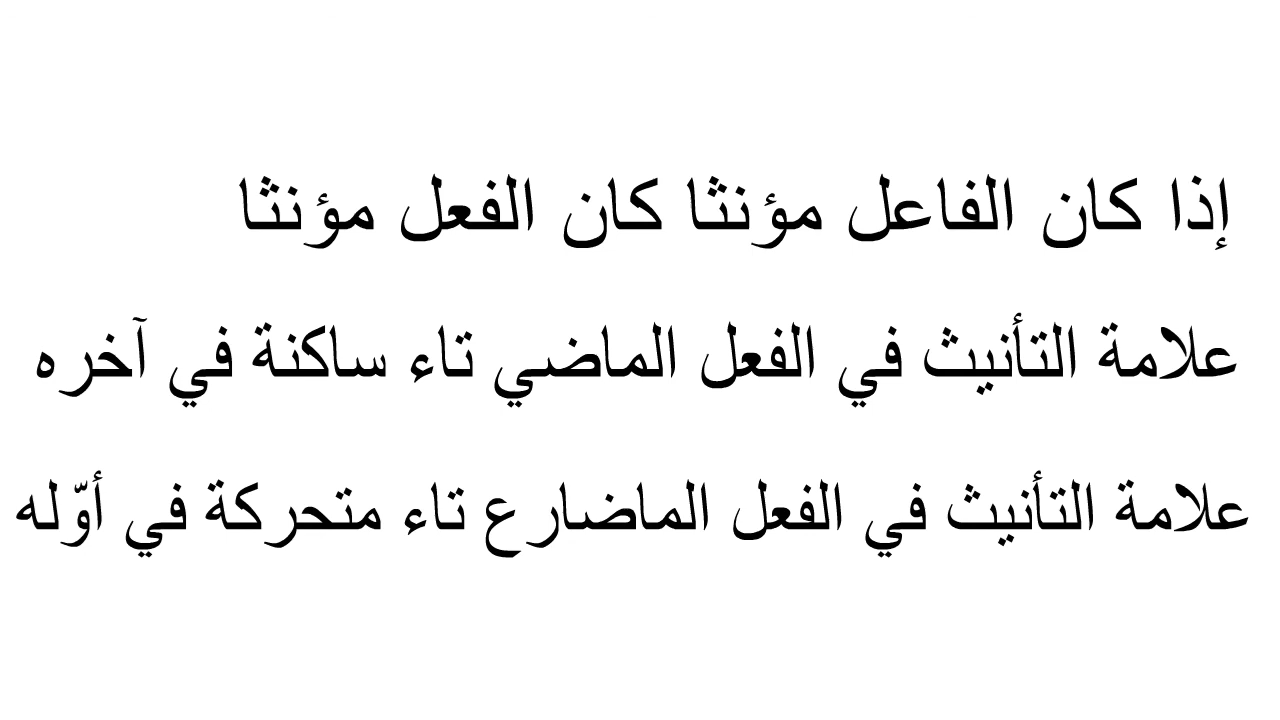 إذا كان الفاعل مؤنثا كان الفعل مؤنثا
علامة التأنيث في الفعل الماضي تاء ساكنة في آخره
علامة التأنيث في الفعل الماضارع تاء متحركة في أوّله